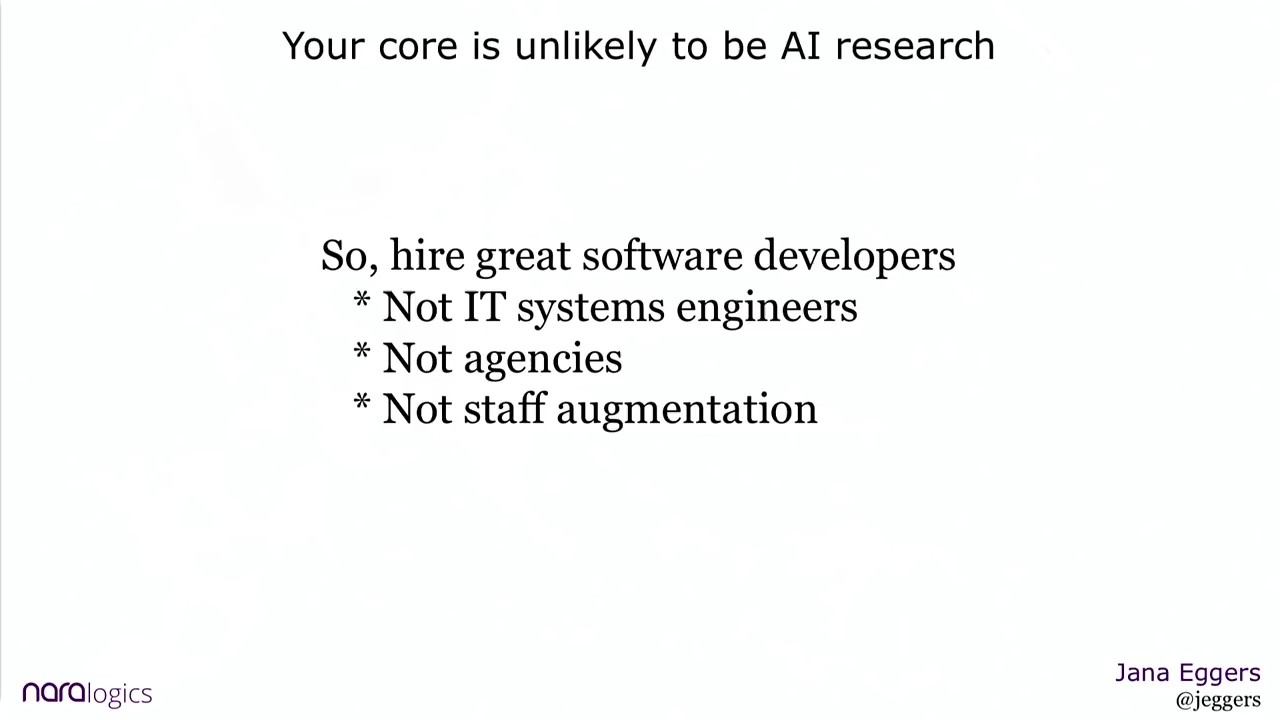 Your core is unlikely to be AI research
So, hire great software developers
* Not IT systems engineers
* Not agencies
* Not staff augmentation
naralogics
Jana Eggers
@jeggers